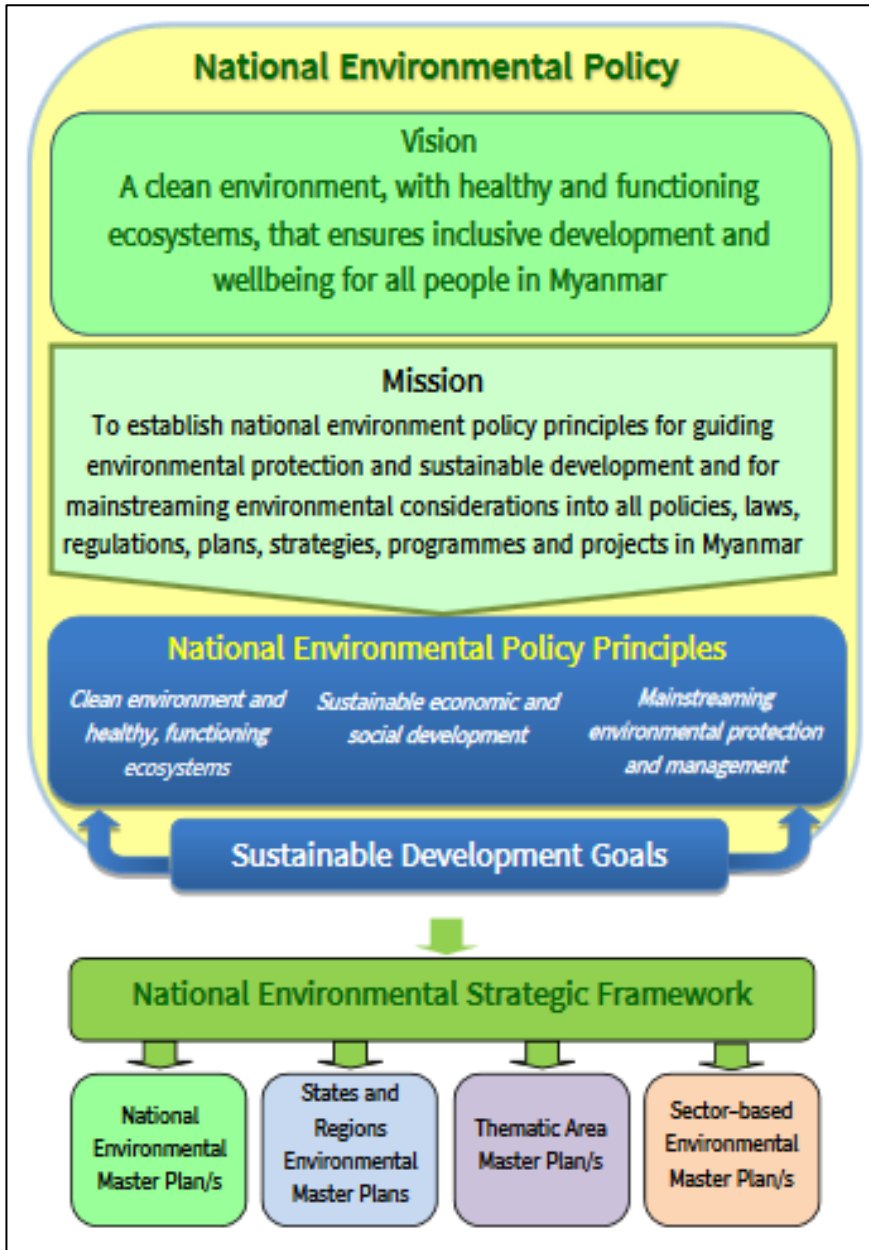 National Environmental Policy
Vision
A clean environment, with healthy and functioning
ecosystems, that ensures inclusive development and
wellbeing for all people in Myanmar
Mission
To establish national environment policy principles for guiding
environmental protection and sustainable development and for
mainstreaming environmental considerations into all policies, laws,
regulations, plans, strategies, programmes and projects in Myanmar
National Environmental Policy Principles
Clean environment and
healthy, functioning
ecosystems
Sustainable economic and
social development
Mainstreaming
environmental protection
and management
Sustainable Development Goals
National Environmental Strategic Framework
National
Environmental
Master Plan/s
States and
Regions
Environmental
Master Plans
Thematic Area
Master Plan/s
Sector-based
Environmental
Master Plan/s